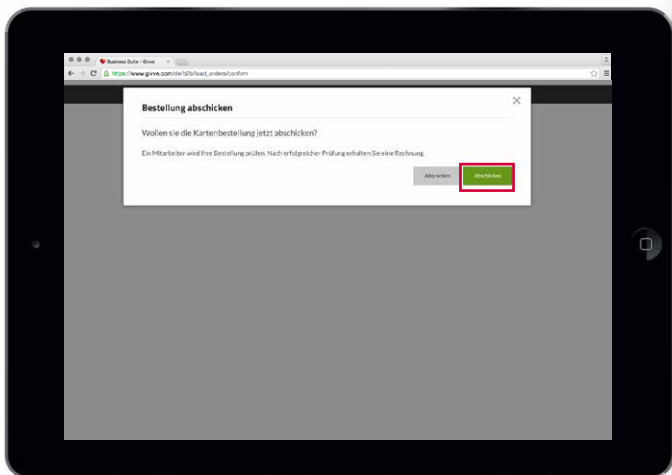 Business Suite - Givve
https://www.givve.com/de/b2b/load_orders/confirm
Bestellung abschicken
Wollen sie die Kartenbestellung jetzt abschicken?
Ein Mitarbeiter wird Ihre Bestellung prüfen. Nach erfolgreicher Prüfung erhalten Sie eine Rechnung.
Abbrechen Abschicken